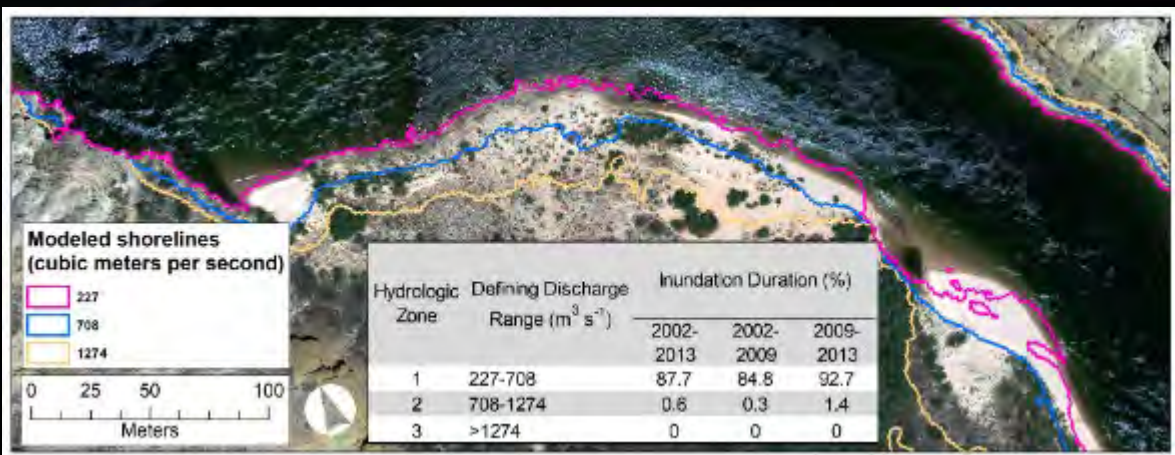 Modeled shorelines
(cubic meters per second)
227
708
1274
0 25 50 100
Meters
Hydrologic Zone Defining Discharge Range (m³ s⁻¹) Inundation Duration (%)
2002-2013 2002-2009 2009-2013
1 227-708 87.7 84.8 92.7
2 708-1274 0.6 0.3 1.4
3 >1274 0 0 0